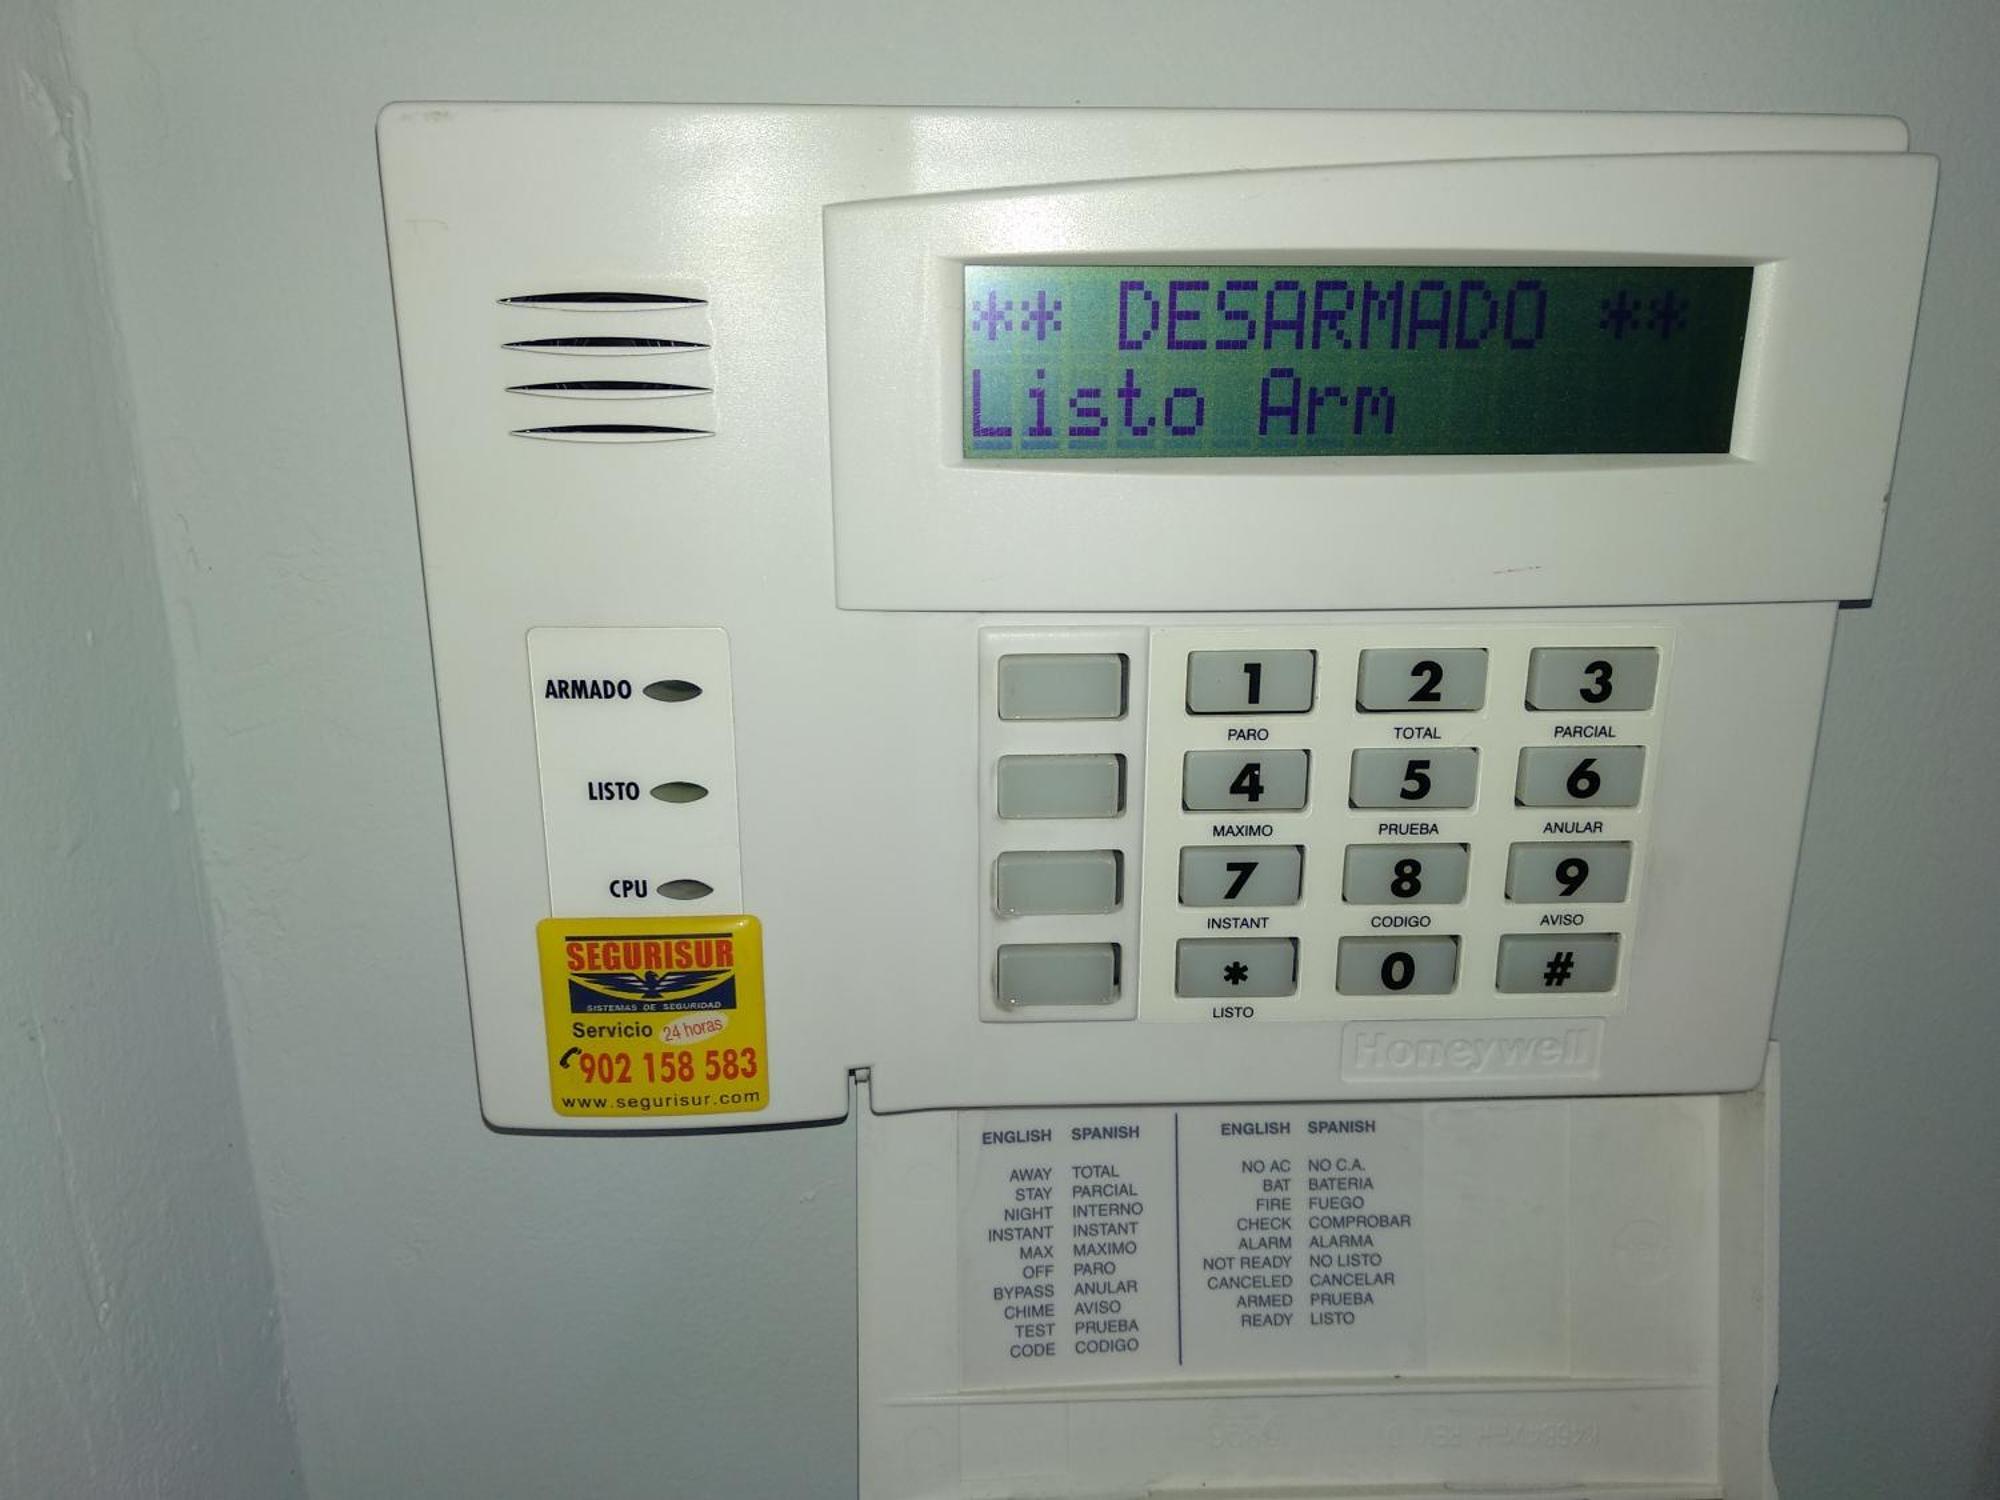 ** DESARMADO **
Listo Arm
ARMADO
LISTO
CPU
SEGURISUR
SISTEMAS DE SEGURIDAD
Servicio 24 horas
902 158 583
www.segurisur.com
1 2 3
PARO TOTAL PARCIAL
4 5 6
MAXIMO PRUEBA ANULAR
7 8 9
INSTANT CODIGO AVISO
* 0 #
LISTO
Honeywell
ENGLISH SPANISH
AWAY TOTAL
STAY PARCIAL
NIGHT INTERNO
INSTANT INSTANT
MAX MAXIMO
OFF PARO
BYPASS ANULAR
CHIME AVISO
TEST PRUEBA
CODE CODIGO
ENGLISH SPANISH
NO AC NO C.A.
BAT BATERIA
FIRE FUEGO
CHECK COMPROBAR
ALARM ALARMA
NOT READY NO LISTO
CANCELED CANCELAR
ARMED PRUEBA
READY LISTO